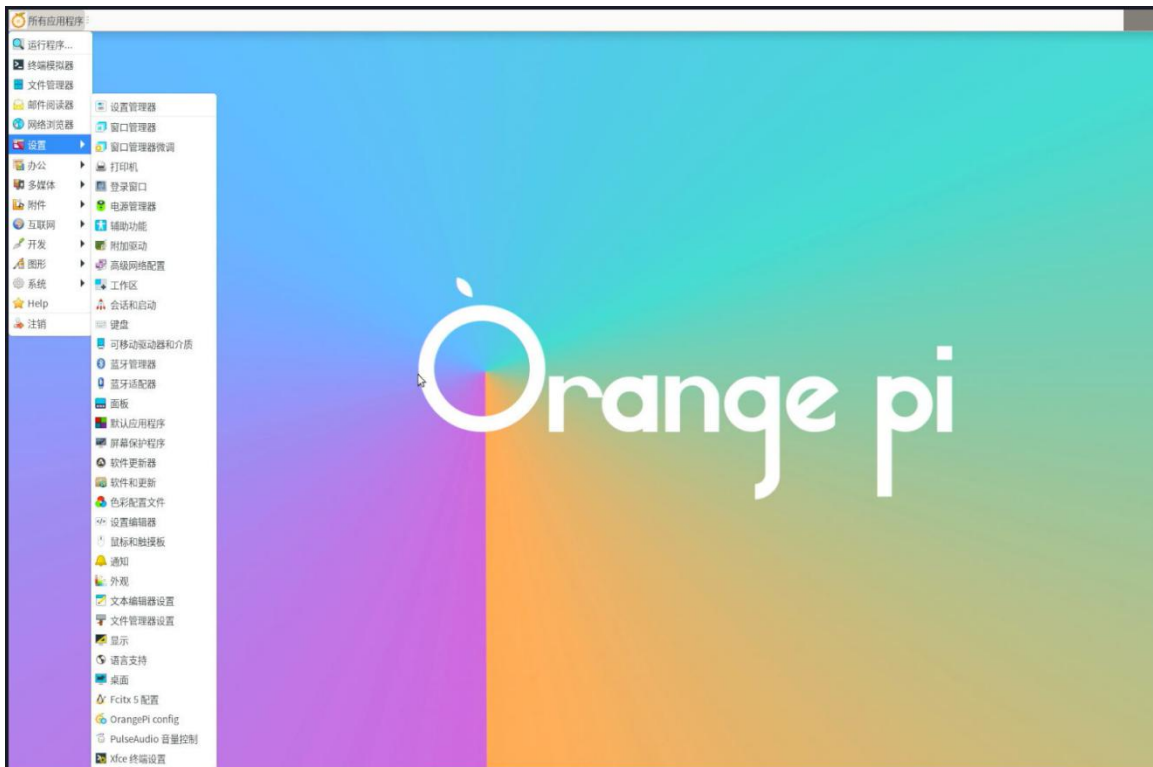 所有应用程序
运行程序...
终端模拟器
文件管理器
邮件阅读器
网络浏览器
设置
办公
多媒体
附件
互联网
开发
图形
系统
Help
注销
设置管理器
窗口管理器
窗口管理器微调
打印机
登录窗口
电源管理器
辅助功能
附加驱动
高级网络配置
工作区
会话和启动
键盘
可移动驱动器和介质
蓝牙管理器
蓝牙适配器
面板
默认应用程序
屏幕保护程序
软件更新器
软件和更新
色彩配置文件
设置编辑器
鼠标和触摸板
通知
外观
文本编辑器设置
文件管理器设置
显示
语言支持
桌面
Fcitx 5 配置
OrangePi config
PulseAudio 音量控制
Xfce 终端设置
Orange pi